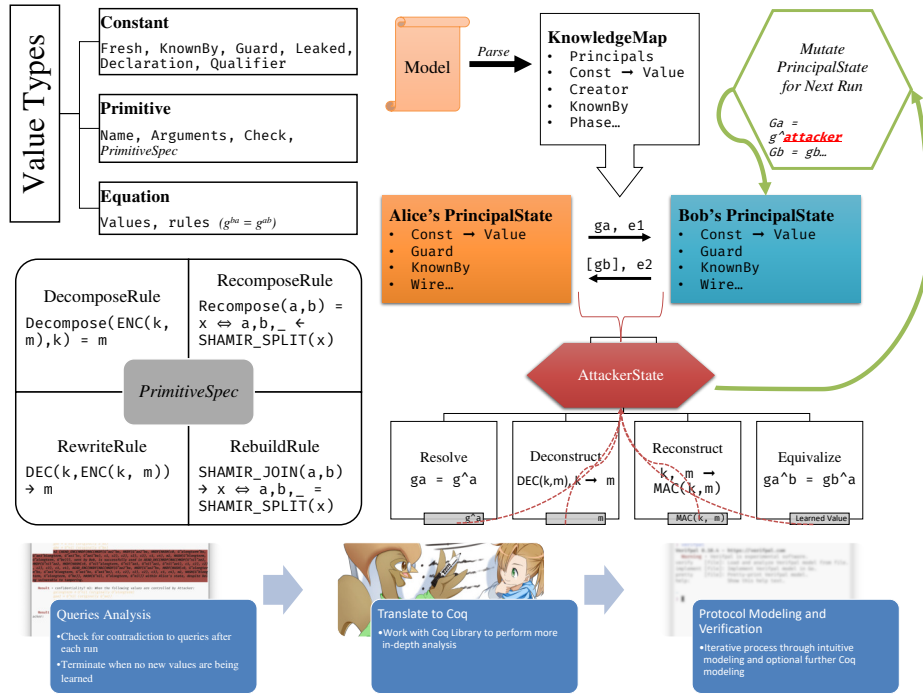 Value Types
Constant
Fresh, KnownBy, Guard, Leaked,
Declaration, Qualifier
Primitive
Name, Arguments, Check,
PrimitiveSpec
Equation
Values, rules (g^ba = g^ab)
Model
Parse
KnowledgeMap
• Principals
• Const → Value
• Creator
• KnownBy
• Phase…
Mutate
PrincipalState
for Next Run
Ga =
g^attacker
Gb = gb…
Alice's PrincipalState
• Const → Value
• Guard
• KnownBy
• Wire…
ga, e1
[gb], e2
Bob's PrincipalState
• Const → Value
• Guard
• KnownBy
• Wire…
DecomposeRule
Decompose(ENC(k,
m),k) = m
RecomposeRule
Recompose(a,b) =
x ⇔ a,b,_ ←
SHAMIR_SPLIT(x)
PrimitiveSpec
RewriteRule
DEC(k,ENC(k, m))
→ m
RebuildRule
SHAMIR_JOIN(a,b)
→ x ⇔ a,b,_ =
SHAMIR_SPLIT(x)
AttackerState
Resolve
ga = g^a
g^a
Deconstruct
DEC(k,m), k → m
m
Reconstruct
k, m →
MAC(k,m)
MAC(k, m)
Equivalize
ga^b = gb^a
Learned Value
Queries Analysis
• Check for contradiction to queries after
each run
• Terminate when no new values are being
learned
Translate to Coq
• Work with Coq Library to perform more
in-depth analysis
Protocol Modeling and
Verification
• Iterative process through intuitive
modeling and optional further Coq
modeling